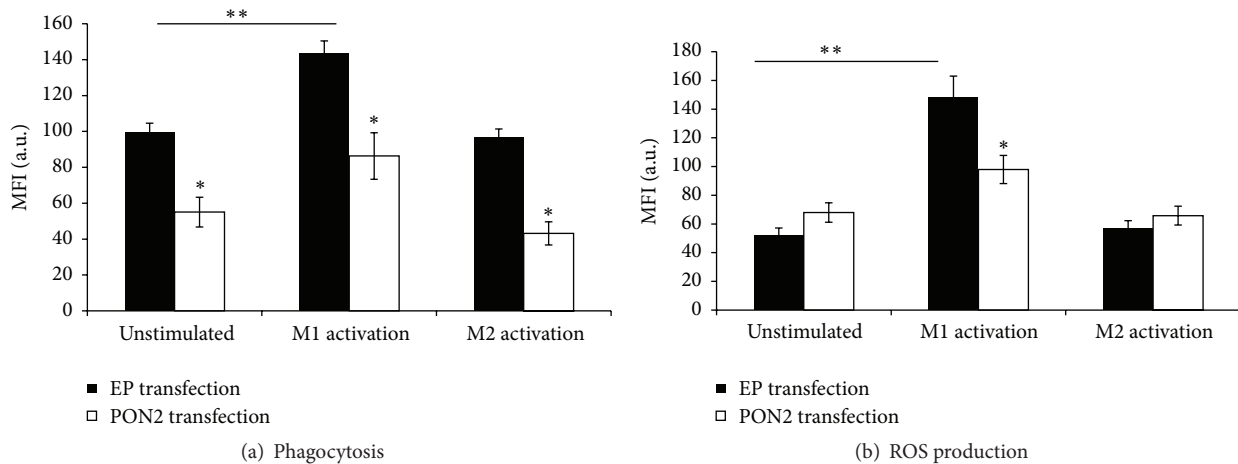 160
140
120
100
80
60
40
20
0
MFI (a.u.)
**
*
*
*
Unstimulated M1 activation M2 activation
EP transfection
PON2 transfection
(a) Phagocytosis
180
160
140
120
100
80
60
40
20
0
MFI (a.u.)
**
*
Unstimulated M1 activation M2 activation
EP transfection
PON2 transfection
(b) ROS production